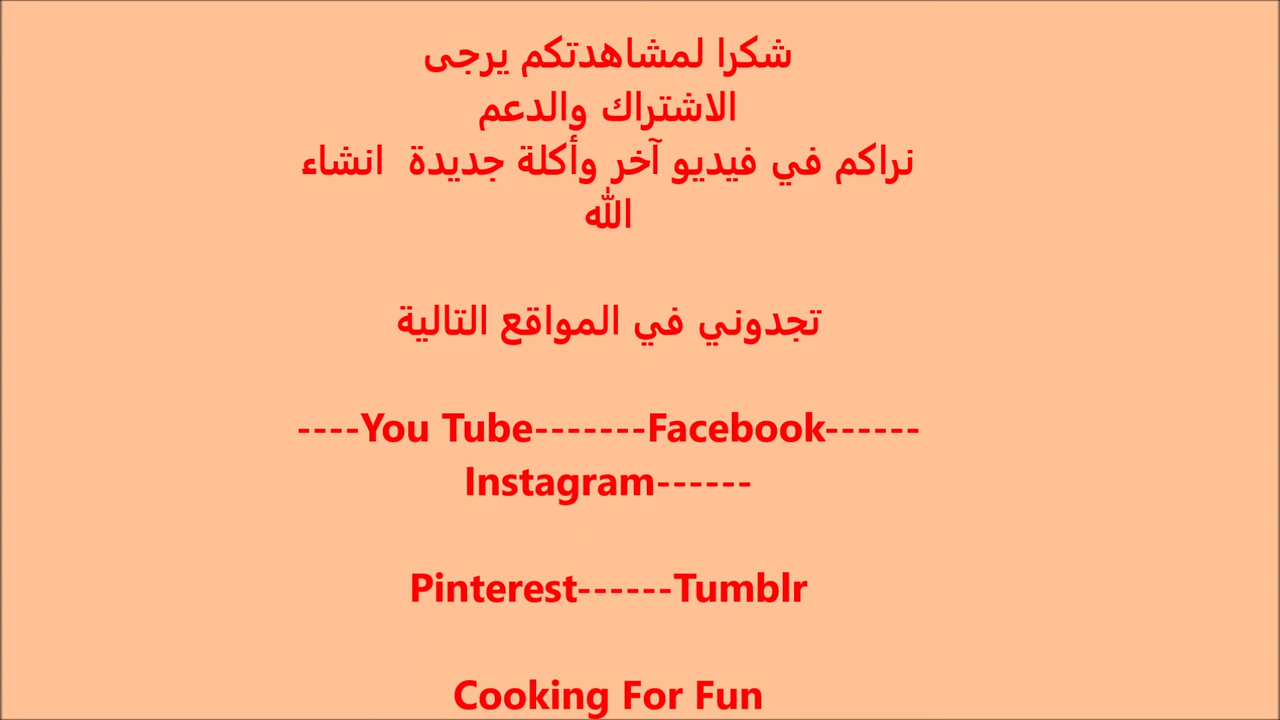 شكرا لمشاهدتكم يرجى
الاشتراك والدعم
نراكم في فيديو آخر وأكلة جديدة  انشاء
الله
تجدوني في المواقع التالية
----You Tube-------Facebook------
Instagram------
Pinterest------Tumblr
Cooking For Fun